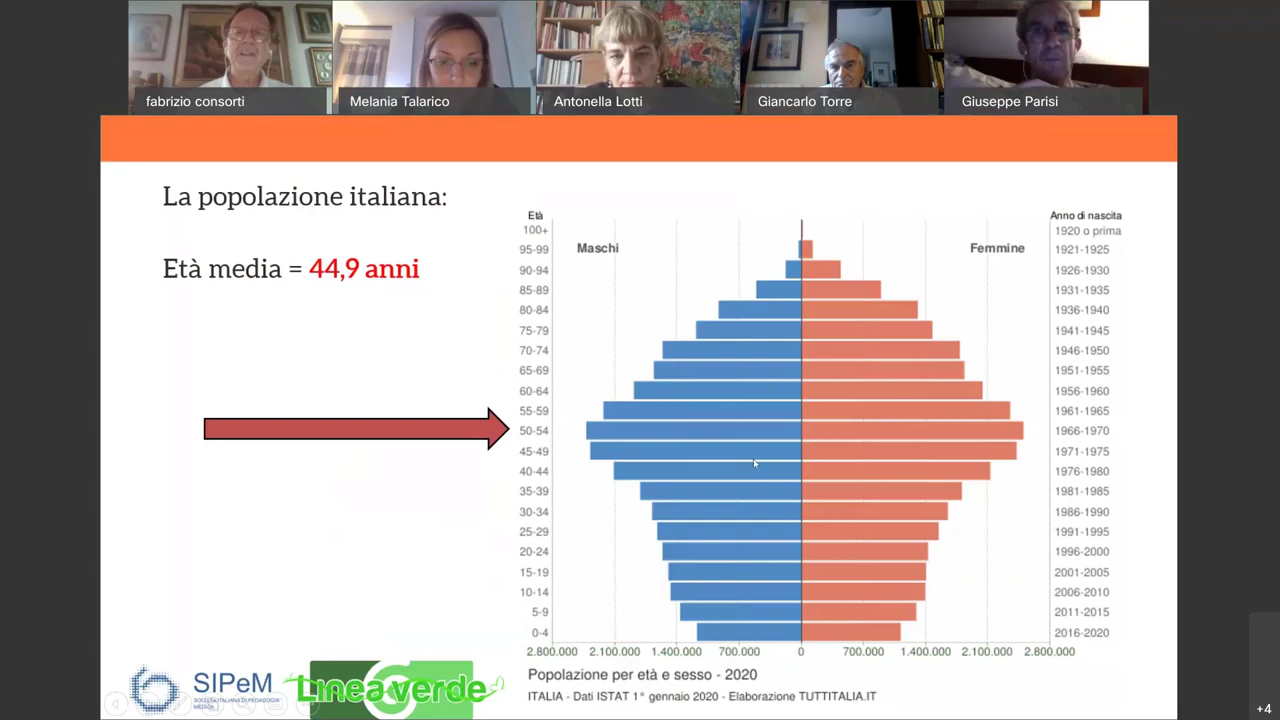 fabrizio consorti
Melania Talarico
Antonella Lotti
Giancarlo Torre
Giuseppe Parisi
La popolazione italiana:
Età media = 44,9 anni
Età
Anno di nascita
Maschi
Femmine
100+ 1920 o prima
95-99 1921-1925
90-94 1926-1930
85-89 1931-1935
80-84 1936-1940
75-79 1941-1945
70-74 1946-1950
65-69 1951-1955
60-64 1956-1960
55-59 1961-1965
50-54 1966-1970
45-49 1971-1975
40-44 1976-1980
35-39 1981-1985
30-34 1986-1990
25-29 1991-1995
20-24 1996-2000
15-19 2001-2005
10-14 2006-2010
5-9 2011-2015
0-4 2016-2020
2.800.000 2.100.000 1.400.000 700.000 0 700.000 1.400.000 2.100.000 2.800.000
Popolazione per età e sesso - 2020
ITALIA – Dati ISTAT 1° gennaio 2020 - Elaborazione TUTTITALIA.IT
SIPeM
SOCIETÀ ITALIANA DI PEDAGOGIA
MEDICA
Linea verde
+4